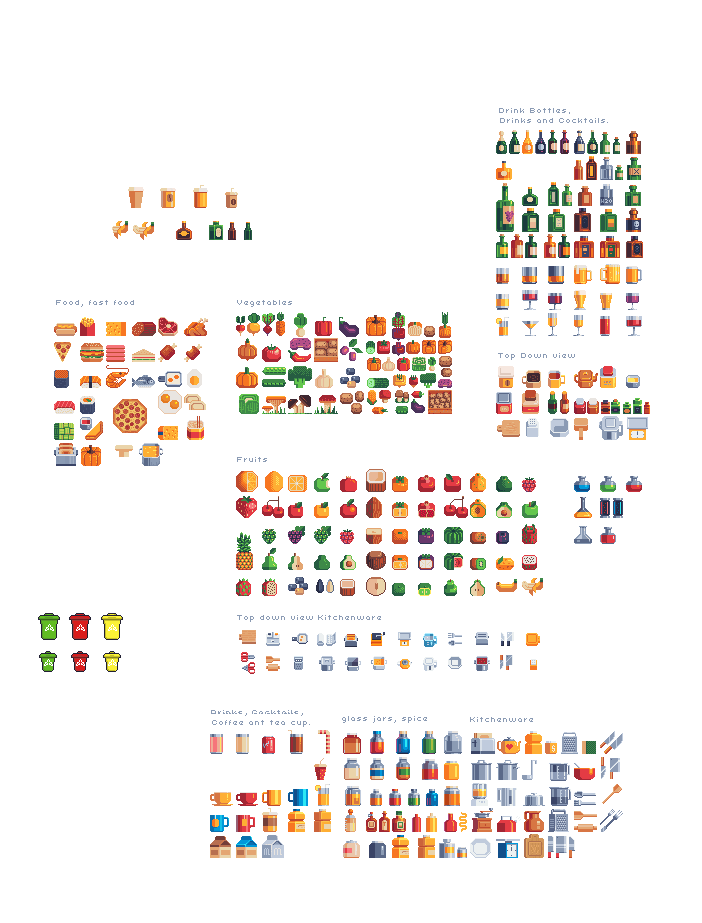 Drink Bottles,
Drinks and Cocktails.
Food, fast food
Vegetables
Top Down view
Fruits
Top down view Kitchenware
Drinks, Cocktails,
Coffee ant tea cup.
glass jars, spice
Kitchenware